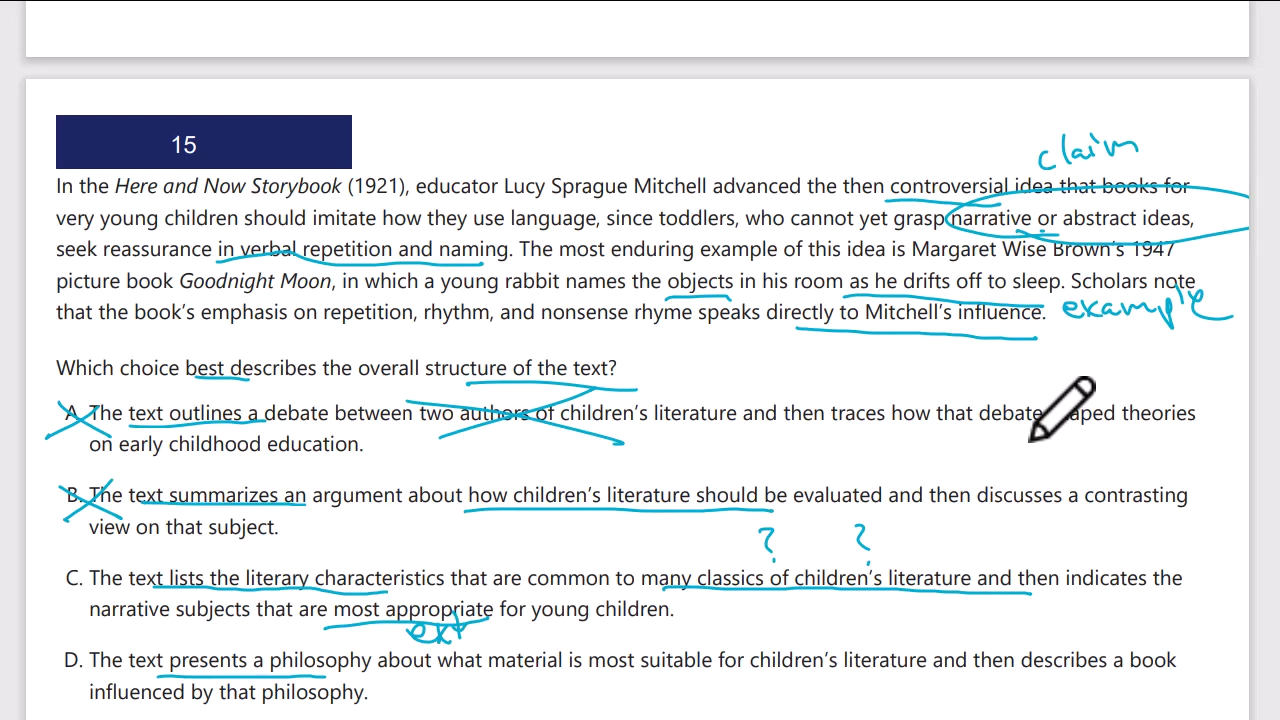 15
claim
In the Here and Now Storybook (1921), educator Lucy Sprague Mitchell advanced the then controversial idea that books for
very young children should imitate how they use language, since toddlers, who cannot yet grasp narrative or abstract ideas,
seek reassurance in verbal repetition and naming. The most enduring example of this idea is Margaret Wise Brown's 1947
picture book Goodnight Moon, in which a young rabbit names the objects in his room as he drifts off to sleep. Scholars note
that the book's emphasis on repetition, rhythm, and nonsense rhyme speaks directly to Mitchell's influence. example
Which choice best describes the overall structure of the text?
A. The text outlines a debate between two authors of children's literature and then traces how that debate theories
on early childhood education.
B. The text summarizes an argument about how children's literature should be evaluated and then discusses a contrasting
view on that subject.
? ?
C. The text lists the literary characteristics that are common to many classics of children's literature and then indicates the
narrative subjects that are most appropriate for young children.
ext
D. The text presents a philosophy about what material is most suitable for children's literature and then describes a book
influenced by that philosophy.